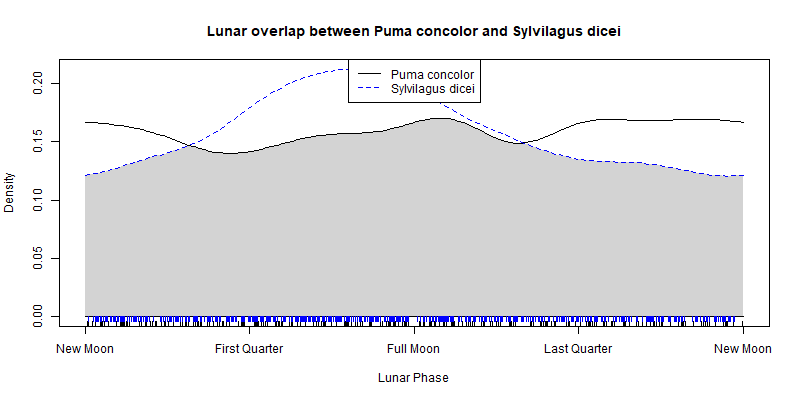 Lunar overlap between Puma concolor and Sylvilagus dicei
Puma concolor
Sylvilagus dicei
Density
0.20
0.15
0.10
0.05
0.00
New Moon
First Quarter
Full Moon
Last Quarter
New Moon
Lunar Phase